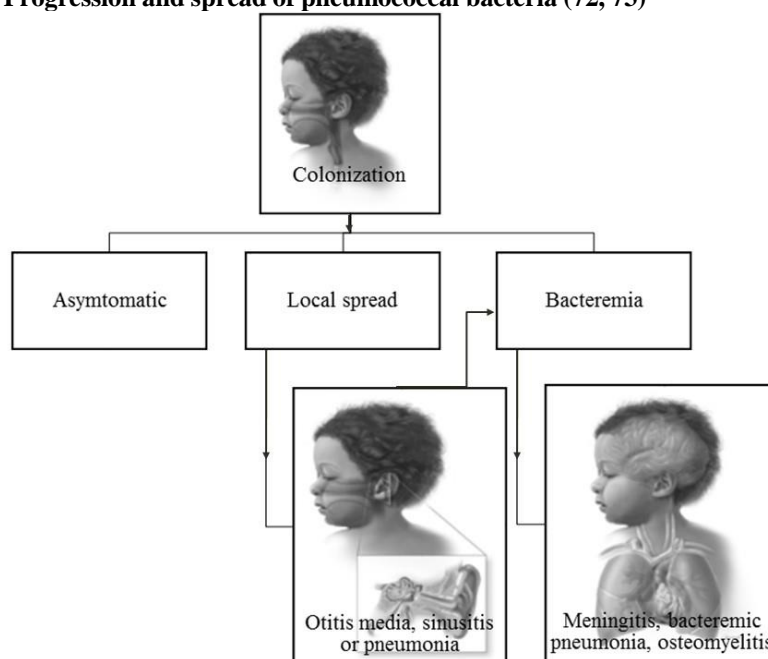 Progression and spread of pneumococcal bacteria (72, 73)
Colonization
Asymtomatic
Local spread
Bacteremia
Otitis media, sinusitis
or pneumonia
Meningitis, bacteremic
pneumonia, osteomyelitis